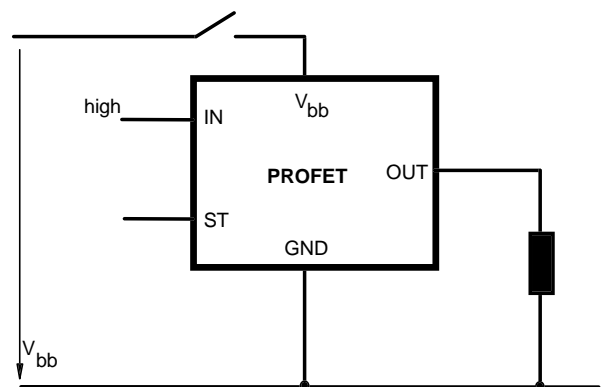 V bb
high
IN
PROFET
OUT
ST
GND
V bb